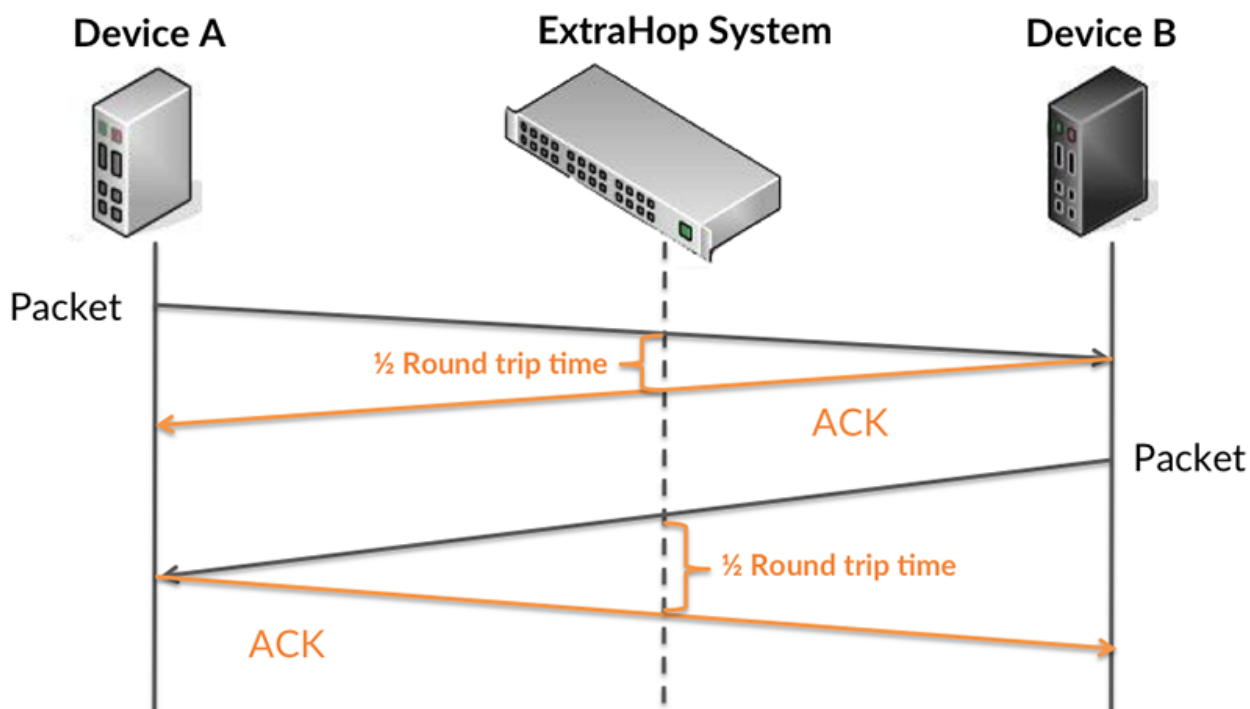 Device A
ExtraHop System
Device B
Packet
½ Round trip time
ACK
Packet
½ Round trip time
ACK